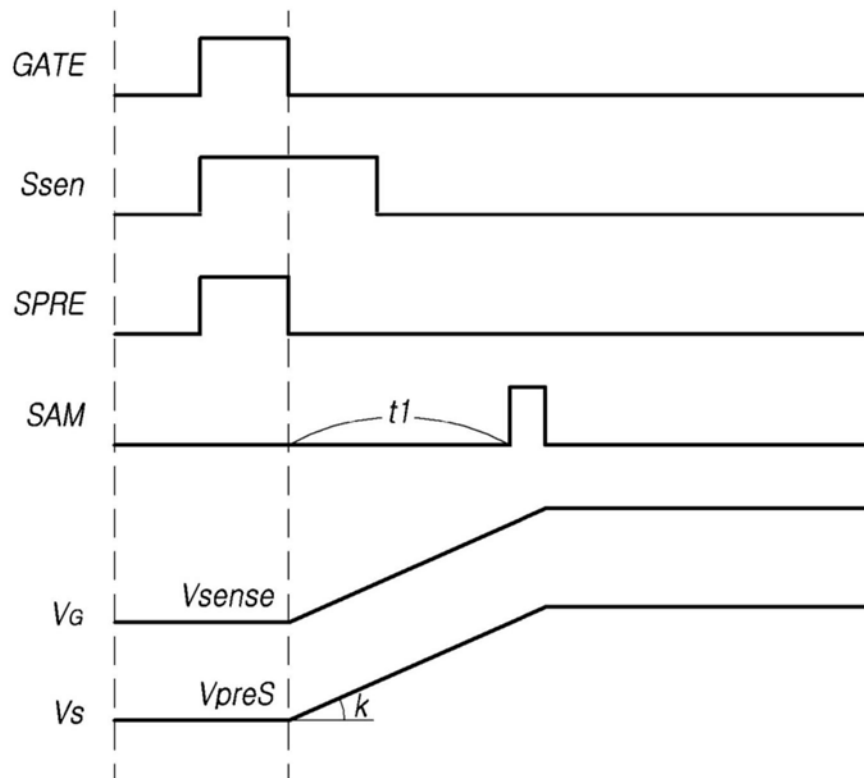 GATE
Ssen
SPRE
SAM
t1
Vsense
VG
VpreS
k
Vs